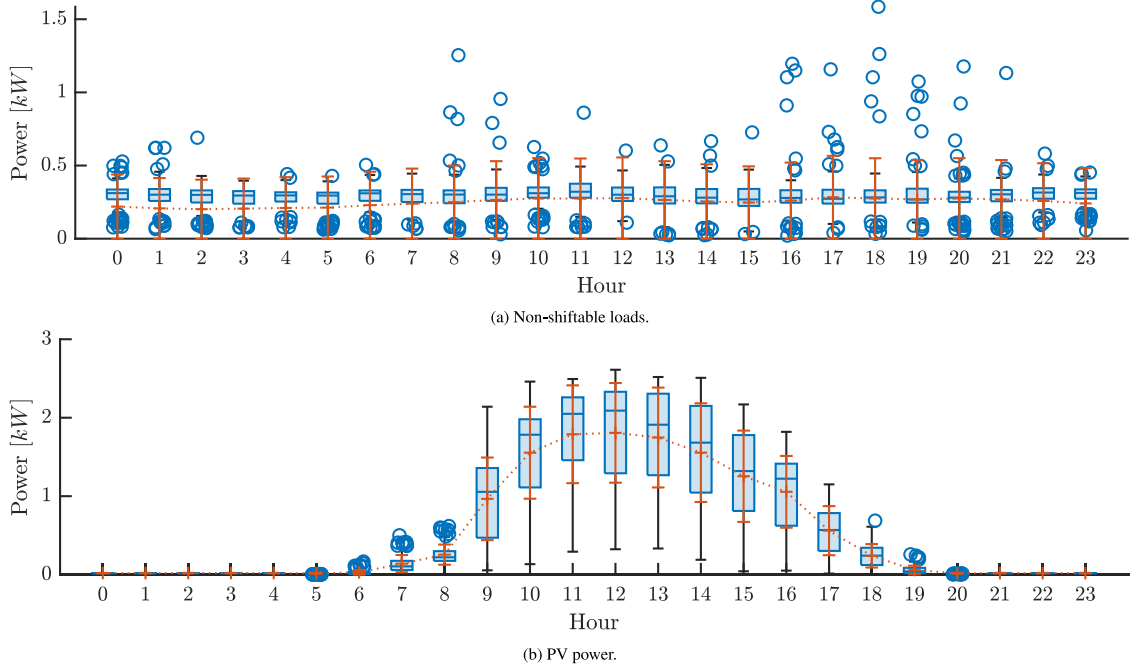 1.5
1
0.5
0
Power [kW]
0 1 2 3 4 5 6 7 8 9 10 11 12 13 14 15 16 17 18 19 20 21 22 23
Hour
(a) Non-shiftable loads.
3
2
1
0
Power [kW]
0 1 2 3 4 5 6 7 8 9 10 11 12 13 14 15 16 17 18 19 20 21 22 23
Hour
(b) PV power.